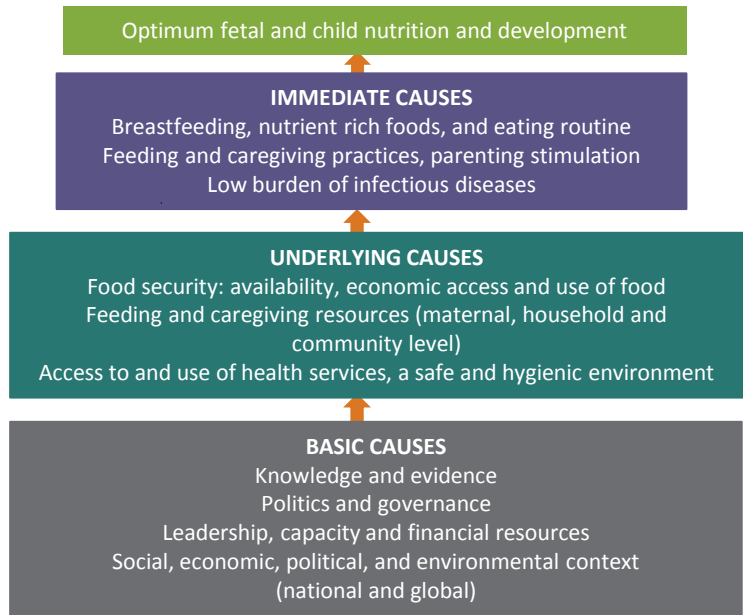 Optimum fetal and child nutrition and development
IMMEDIATE CAUSES
Breastfeeding, nutrient rich foods, and eating routine
Feeding and caregiving practices, parenting stimulation
Low burden of infectious diseases
UNDERLYING CAUSES
Food security: availability, economic access and use of food
Feeding and caregiving resources (maternal, household and
community level)
Access to and use of health services, a safe and hygienic environment
BASIC CAUSES
Knowledge and evidence
Politics and governance
Leadership, capacity and financial resources
Social, economic, political, and environmental context
(national and global)